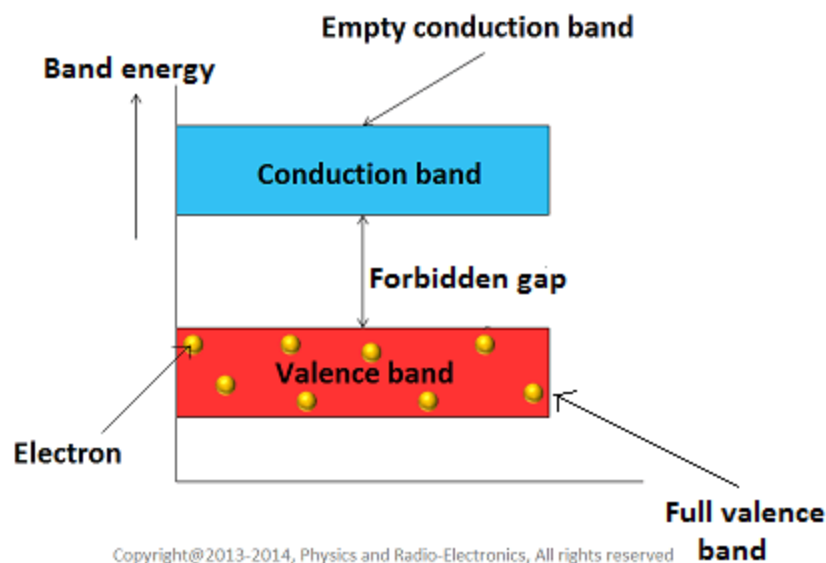 Empty conduction band
Band energy
Conduction band
Forbidden gap
Valence band
Electron
Full valence
band
Copyright@2013-2014, Physics and Radio-Electronics, All rights reserved